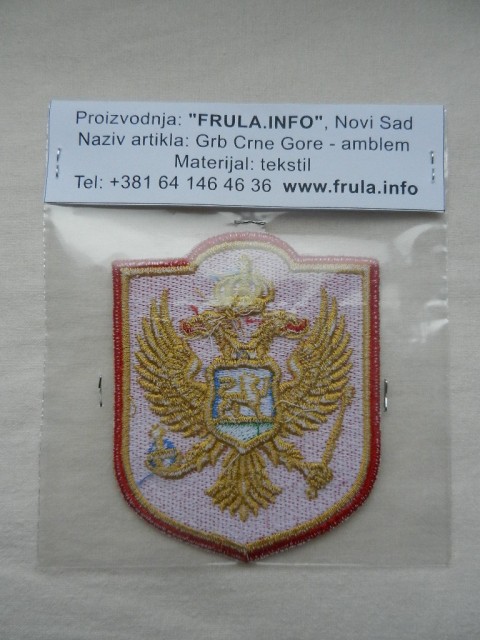 Proizvodnja: "FRULA.INFO", Novi Sad
Naziv artikla: Grb Crne Gore - amblem
Materijal: tekstil
Tel: +381 64 146 46 36 www.frula.info